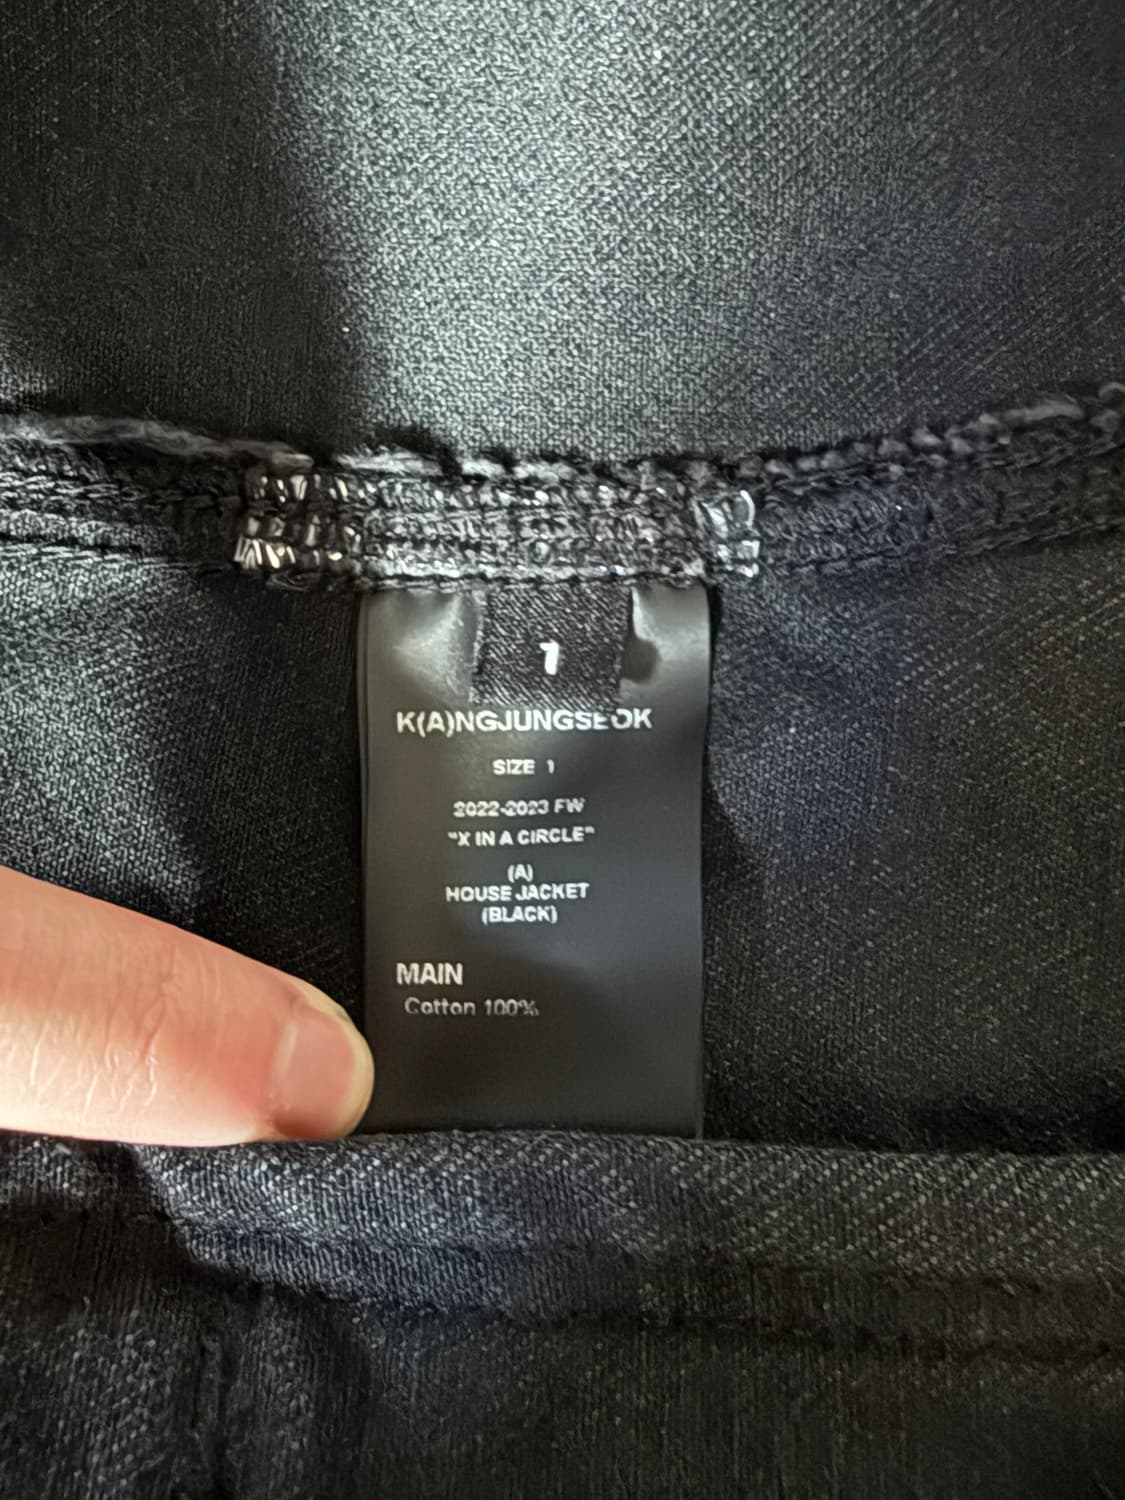 1
K(A)NGJUNGSEOK
SIZE 1
2022-2023 FW
"X IN A CIRCLE"
(A)
HOUSE JACKET
(BLACK)
MAIN
Cotton 100%